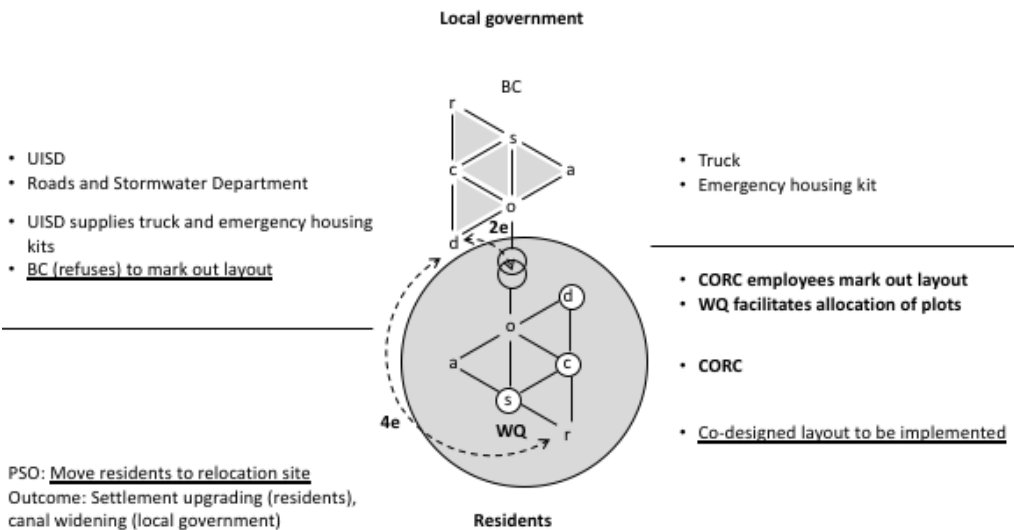 Local government
BC
r
s
c
a
o
d
2e
• UISD
• Roads and Stormwater Department
• UISD supplies truck and emergency housing
kits
• BC (refuses) to mark out layout
• Truck
• Emergency housing kit
• CORC employees mark out layout
• WQ facilitates allocation of plots
• CORC
• Co-designed layout to be implemented
d
o
a
c
s
WQ
r
4e
PSO: Move residents to relocation site
Outcome: Settlement upgrading (residents),
canal widening (local government)
Residents